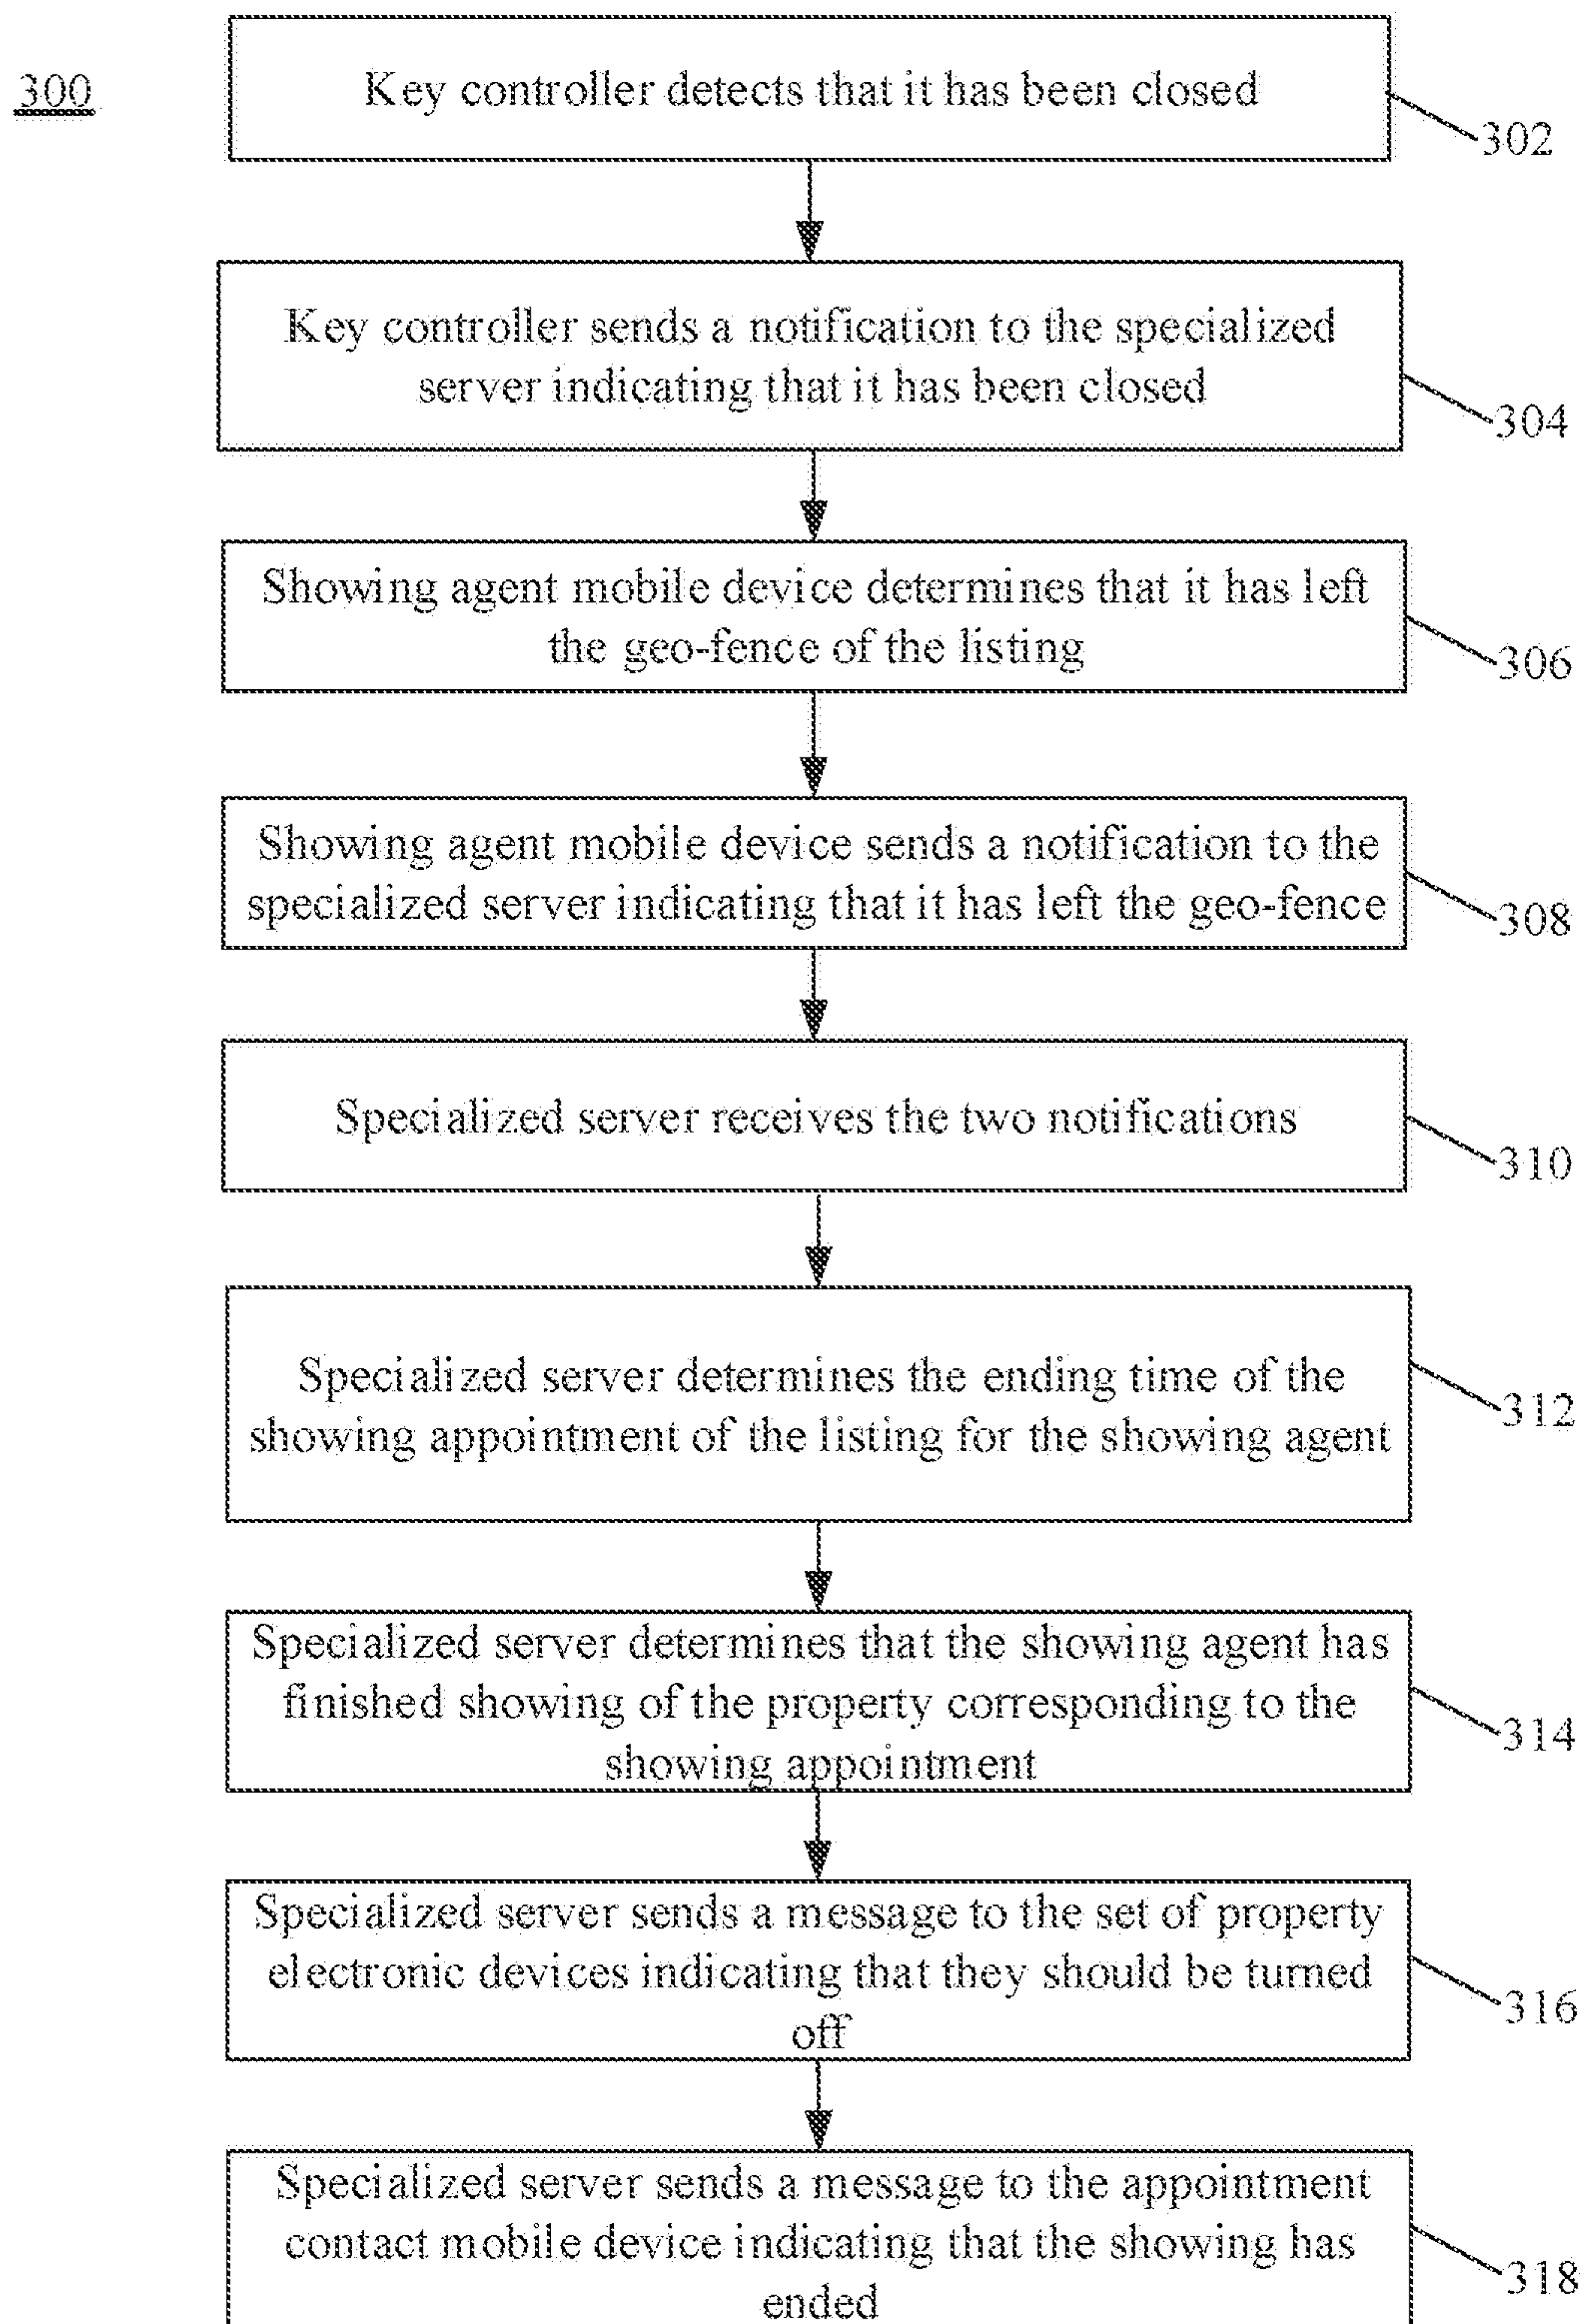 300
Key controller detects that it has been closed
302
Key controller sends a notification to the specialized
server indicating that it has been closed
304
Showing agent mobile device determines that it has left
the geo-fence of the listing
306
Showing agent mobile device sends a notification to the
specialized server indicating that it has left the geo-fence
308
Specialized server receives the two notifications
310
Specialized server determines the ending time of the
showing appointment of the listing for the showing agent
312
Specialized server determines that the showing agent has
finished showing of the property corresponding to the
showing appointment
314
Specialized server sends a message to the set of property
electronic devices indicating that they should be turned
off
316
Specialized server sends a message to the appointment
contact mobile device indicating that the showing has
ended
318